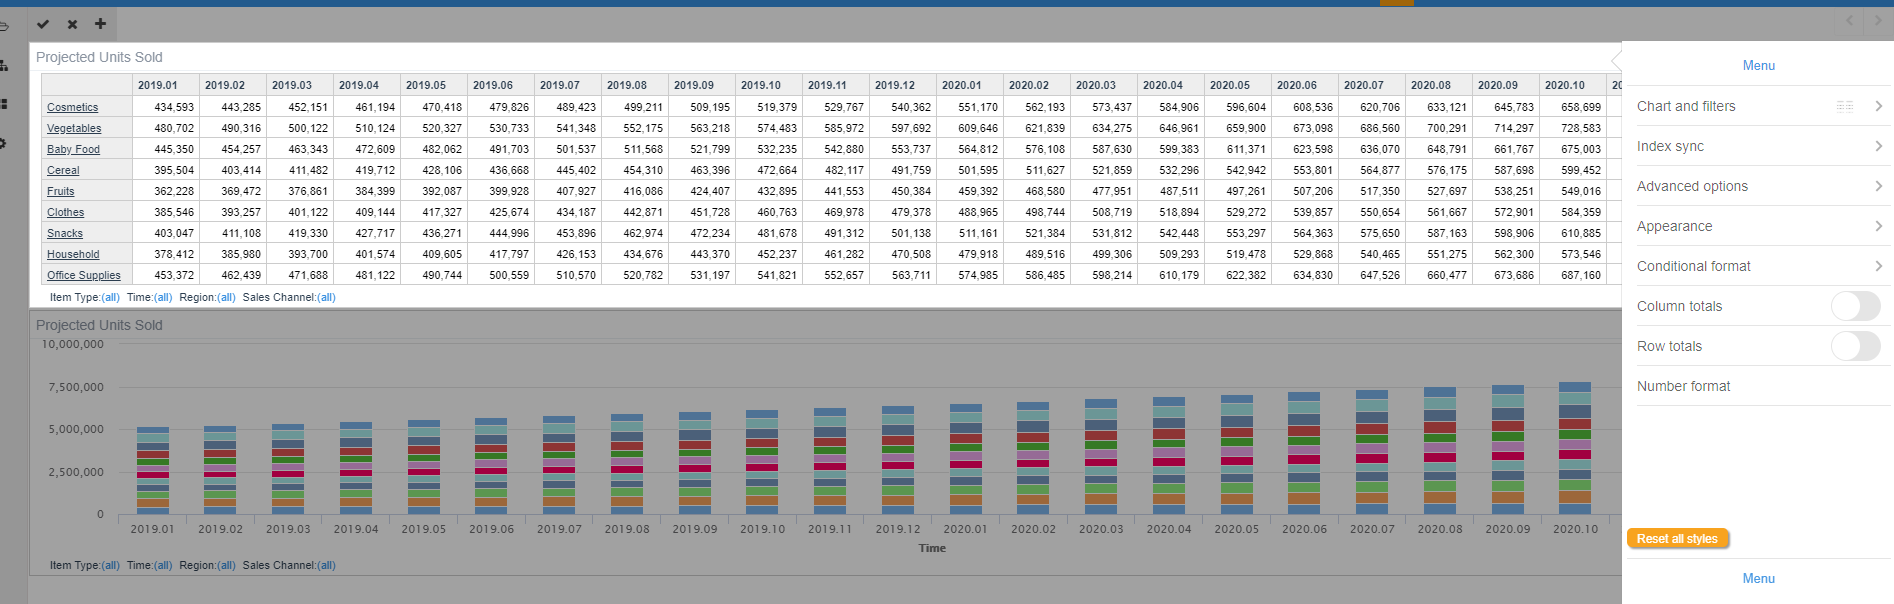 Projected Units Sold
2019.01 2019.02 2019.03 2019.04 2019.05 2019.06 2019.07 2019.08 2019.09 2019.10 2019.11 2019.12 2020.01 2020.02 2020.03 2020.04 2020.05 2020.06 2020.07 2020.08 2020.09 2020.10 2
Cosmetics 434,593 443,285 452,151 461,194 470,418 479,826 489,423 499,211 509,195 519,379 529,767 540,362 551,170 562,193 573,437 584,906 596,604 608,536 620,706 633,121 645,783 658,699
Vegetables 480,702 490,316 500,122 510,124 520,327 530,733 541,348 552,175 563,218 574,483 585,972 597,692 609,646 621,839 634,275 646,961 659,900 673,098 686,560 700,291 714,297 728,583
Baby Food 445,350 454,257 463,343 472,609 482,062 491,703 501,537 511,568 521,799 532,235 542,880 553,737 564,812 576,108 587,630 599,383 611,371 623,598 636,070 648,791 661,767 675,003
Cereal 395,504 403,414 411,482 419,712 428,106 436,668 445,402 454,310 463,396 472,664 482,117 491,759 501,595 511,627 521,859 532,296 542,942 553,801 564,877 576,175 587,698 599,452
Fruits 362,228 369,472 376,861 384,399 392,087 399,928 407,927 416,086 424,407 432,895 441,553 450,384 459,392 468,580 477,951 487,511 497,261 507,206 517,350 527,697 538,251 549,016
Clothes 385,546 393,257 401,122 409,144 417,327 425,674 434,187 442,871 451,728 460,763 469,978 479,378 488,965 498,744 508,719 518,894 529,272 539,857 550,654 561,667 572,901 584,359
Snacks 403,047 411,108 419,330 427,717 436,271 444,996 453,896 462,974 472,234 481,678 491,312 501,138 511,161 521,384 531,812 542,448 553,297 564,363 575,650 587,163 598,906 610,885
Household 378,412 385,980 393,700 401,574 409,605 417,797 426,153 434,676 443,370 452,237 461,282 470,508 479,918 489,516 499,306 509,293 519,478 529,868 540,465 551,275 562,300 573,546
Office Supplies 453,372 462,439 471,688 481,122 490,744 500,559 510,570 520,782 531,197 541,821 552,657 563,711 574,985 586,485 598,214 610,179 622,382 634,830 647,526 660,477 673,686 687,160
Item Type:(all) Time:(all) Region:(all) Sales Channel:(all)
Projected Units Sold
10,000,000
7,500,000
5,000,000
2,500,000
0
2019.01 2019.02 2019.03 2019.04 2019.05 2019.06 2019.07 2019.08 2019.09 2019.10 2019.11 2019.12 2020.01 2020.02 2020.03 2020.04 2020.05 2020.06 2020.07 2020.08 2020.09 2020.10
Time
Item Type:(all) Time:(all) Region:(all) Sales Channel:(all)
Menu
Chart and filters
Index sync
Advanced options
Appearance
Conditional format
Column totals
Row totals
Number format
Reset all styles
Menu